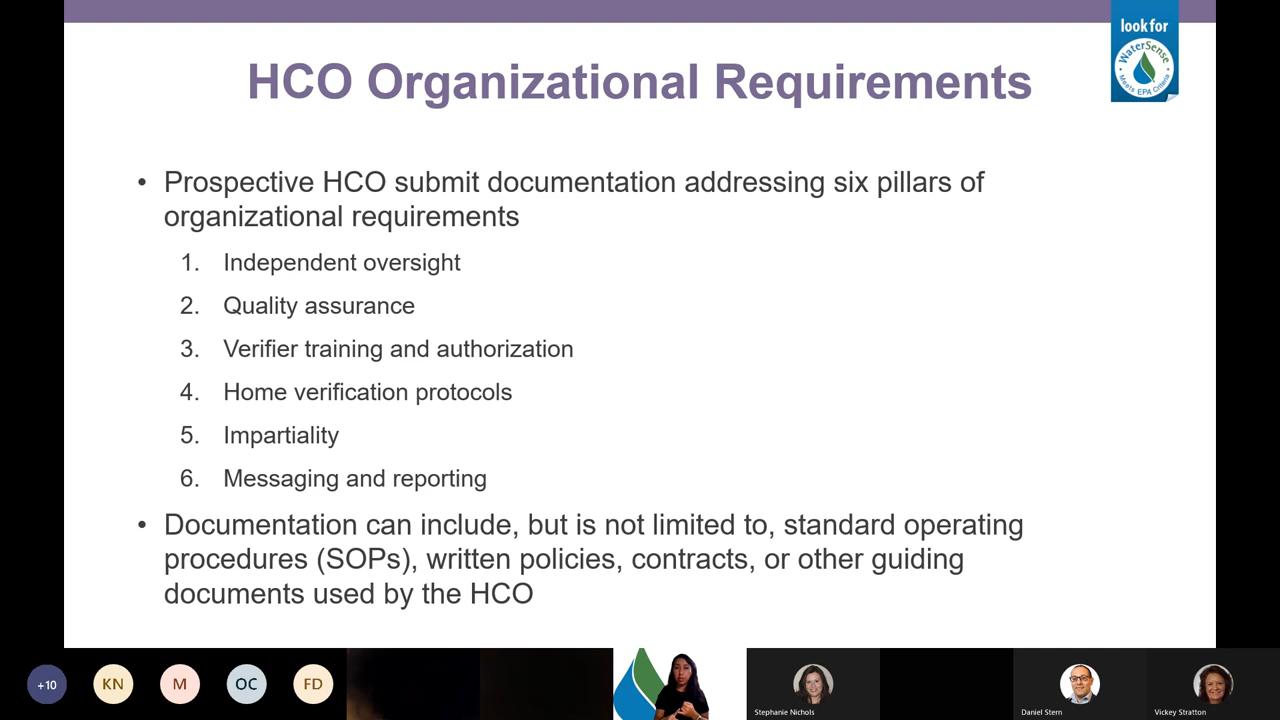 look for
WaterSense
Meets EPA Criteria
HCO Organizational Requirements
• Prospective HCO submit documentation addressing six pillars of
organizational requirements
1. Independent oversight
2. Quality assurance
3. Verifier training and authorization
4. Home verification protocols
5. Impartiality
6. Messaging and reporting
• Documentation can include, but is not limited to, standard operating
procedures (SOPs), written policies, contracts, or other guiding
documents used by the HCO
+10
KN
M
OC
FD
Stephanie Nichols
Daniel Stern
Vickey Stratton